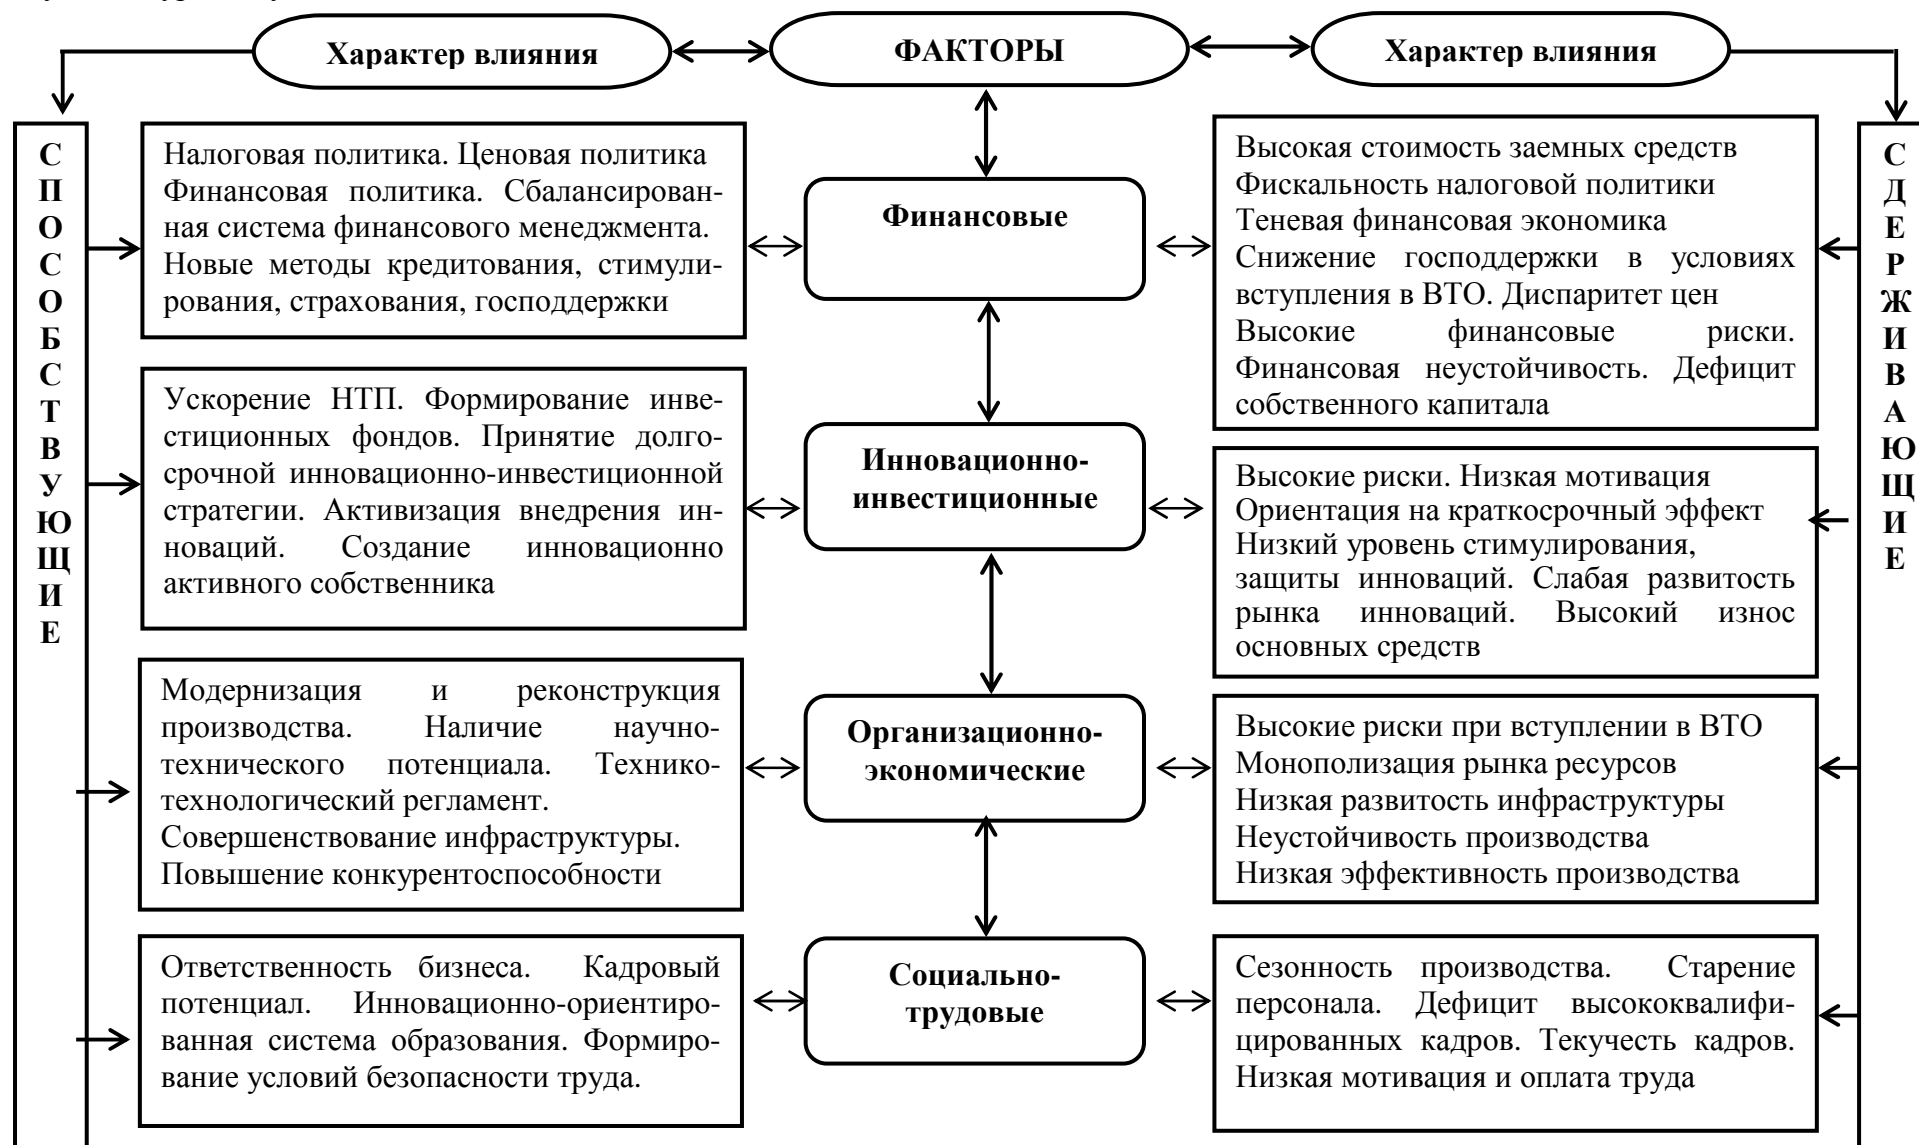 Характер влияния
ФАКТОРЫ
Характер влияния
СПОСОБСТВУЮЩИЕ
Налоговая политика. Ценовая политика
Финансовая политика. Сбалансирован-
ная система финансового менеджмента.
Новые методы кредитования, стимули-
рования, страхования, господдержки
Финансовые
Высокая стоимость заемных средств
Фискальность налоговой политики
Теневая финансовая экономика
Снижение господдержки в условиях
вступления в ВТО. Диспаритет цен
Высокие финансовые риски.
Финансовая неустойчивость. Дефицит
собственного капитала
СДЕРЖИВАЮЩИЕ
Ускорение НТП. Формирование инве-
стиционных фондов. Принятие долго-
срочной инновационно-инвестиционной
стратегии. Активизация внедрения ин-
новаций. Создание инновационно
активного собственника
Инновационно-
инвестиционные
Высокие риски. Низкая мотивация
Ориентация на краткосрочный эффект
Низкий уровень стимулирования,
защиты инноваций. Слабая развитость
рынка инноваций. Высокий износ
основных средств
Модернизация и реконструкция
производства. Наличие научно-
технического потенциала. Технико-
технологический регламент.
Совершенствование инфраструктуры.
Повышение конкурентоспособности
Организационно-
экономические
Высокие риски при вступлении в ВТО
Монополизация рынка ресурсов
Низкая развитость инфраструктуры
Неустойчивость производства
Низкая эффективность производства
Ответственность бизнеса. Кадровый
потенциал. Инновационно-ориентиро-
ванная система образования. Формиро-
вание условий безопасности труда.
Социально-
трудовые
Сезонность производства. Старение
персонала. Дефицит высококвалифи-
цированных кадров. Текучесть кадров.
Низкая мотивация и оплата труда